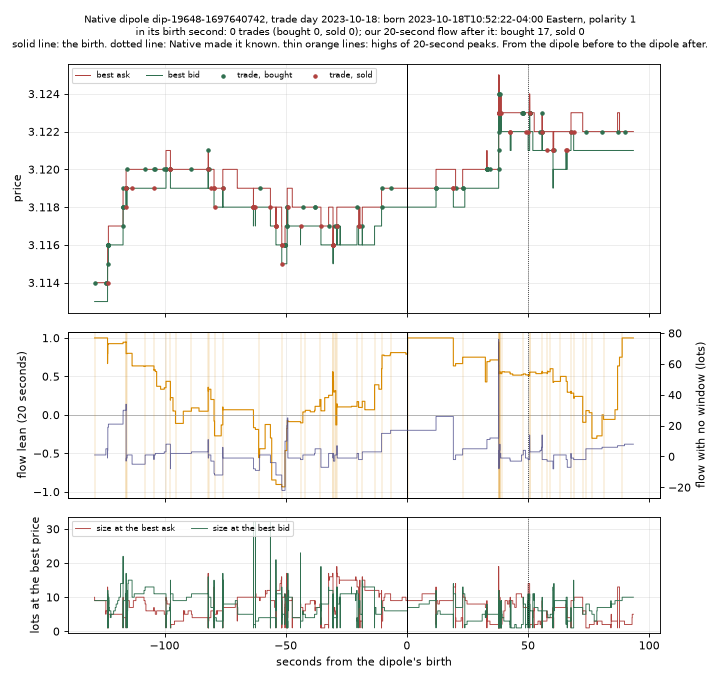 Native dipole dip-19648-1697640742, trade day 2023-10-18: born 2023-10-18T10:52:22-04:00 Eastern, polarity 1
in its birth second: 0 trades (bought 0, sold 0); our 20-second flow after it: bought 17, sold 0
solid line: the birth. dotted line: Native made it known. thin orange lines: highs of 20-second peaks. From the dipole before to the dipole after.
best ask best bid trade, bought trade, sold
price
3.124
3.122
3.120
3.118
3.116
3.114
flow lean (20 seconds)
1.0
0.5
0.0
−0.5
−1.0
80
60
40
20
0
−20
flow with no window (lots)
size at the best ask size at the best bid
lots at the best price
30
20
10
0
−100 −50 0 50 100
seconds from the dipole's birth